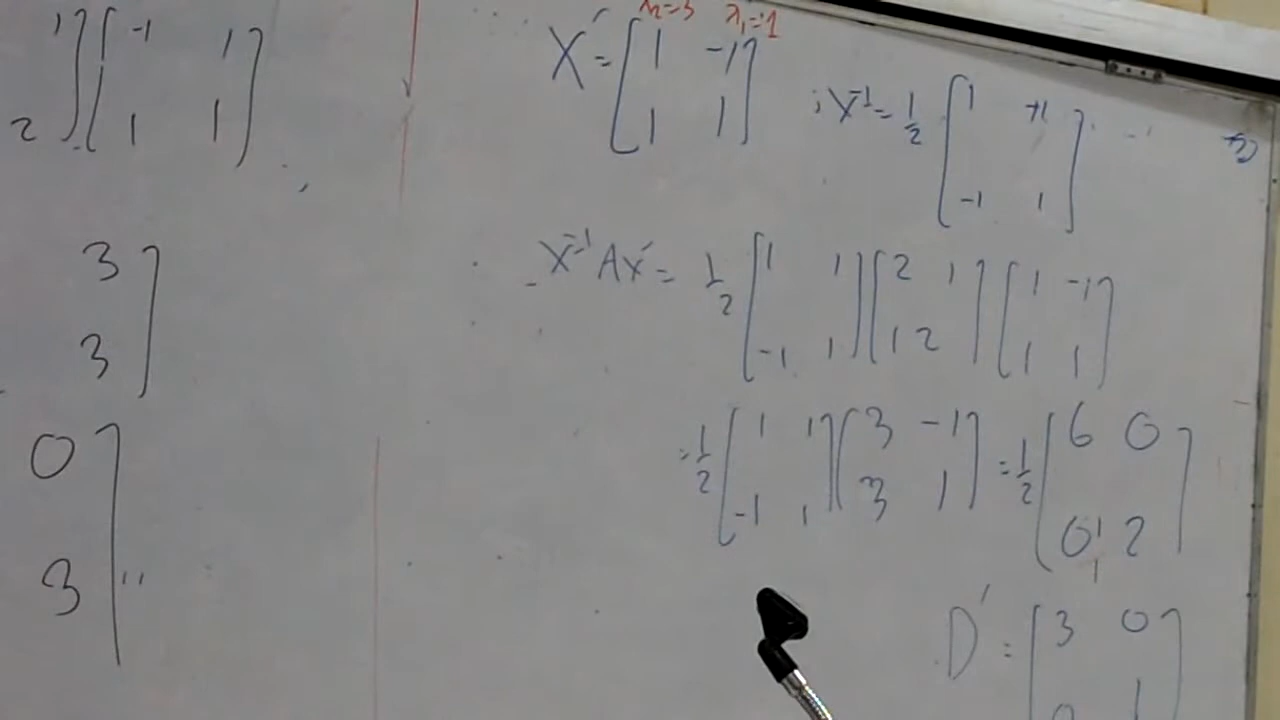 1] [-1 1]
2] [1 1]
3]
3]
0]
3] "
λ₂=3 λ₁=1
X' = [1 -1]
[1 1]
; X'⁻¹ = 1/2 [1 +1]
[-1 1]
X'⁻¹AX' = 1/2 [1 1] [2 1] [1 -1]
[-1 1] [1 2] [1 1]
= 1/2 [1 1] [3 -1] = 1/2 [6 0]
[-1 1] [3 1] [0 2]
D' = [3 0]
[0 1]